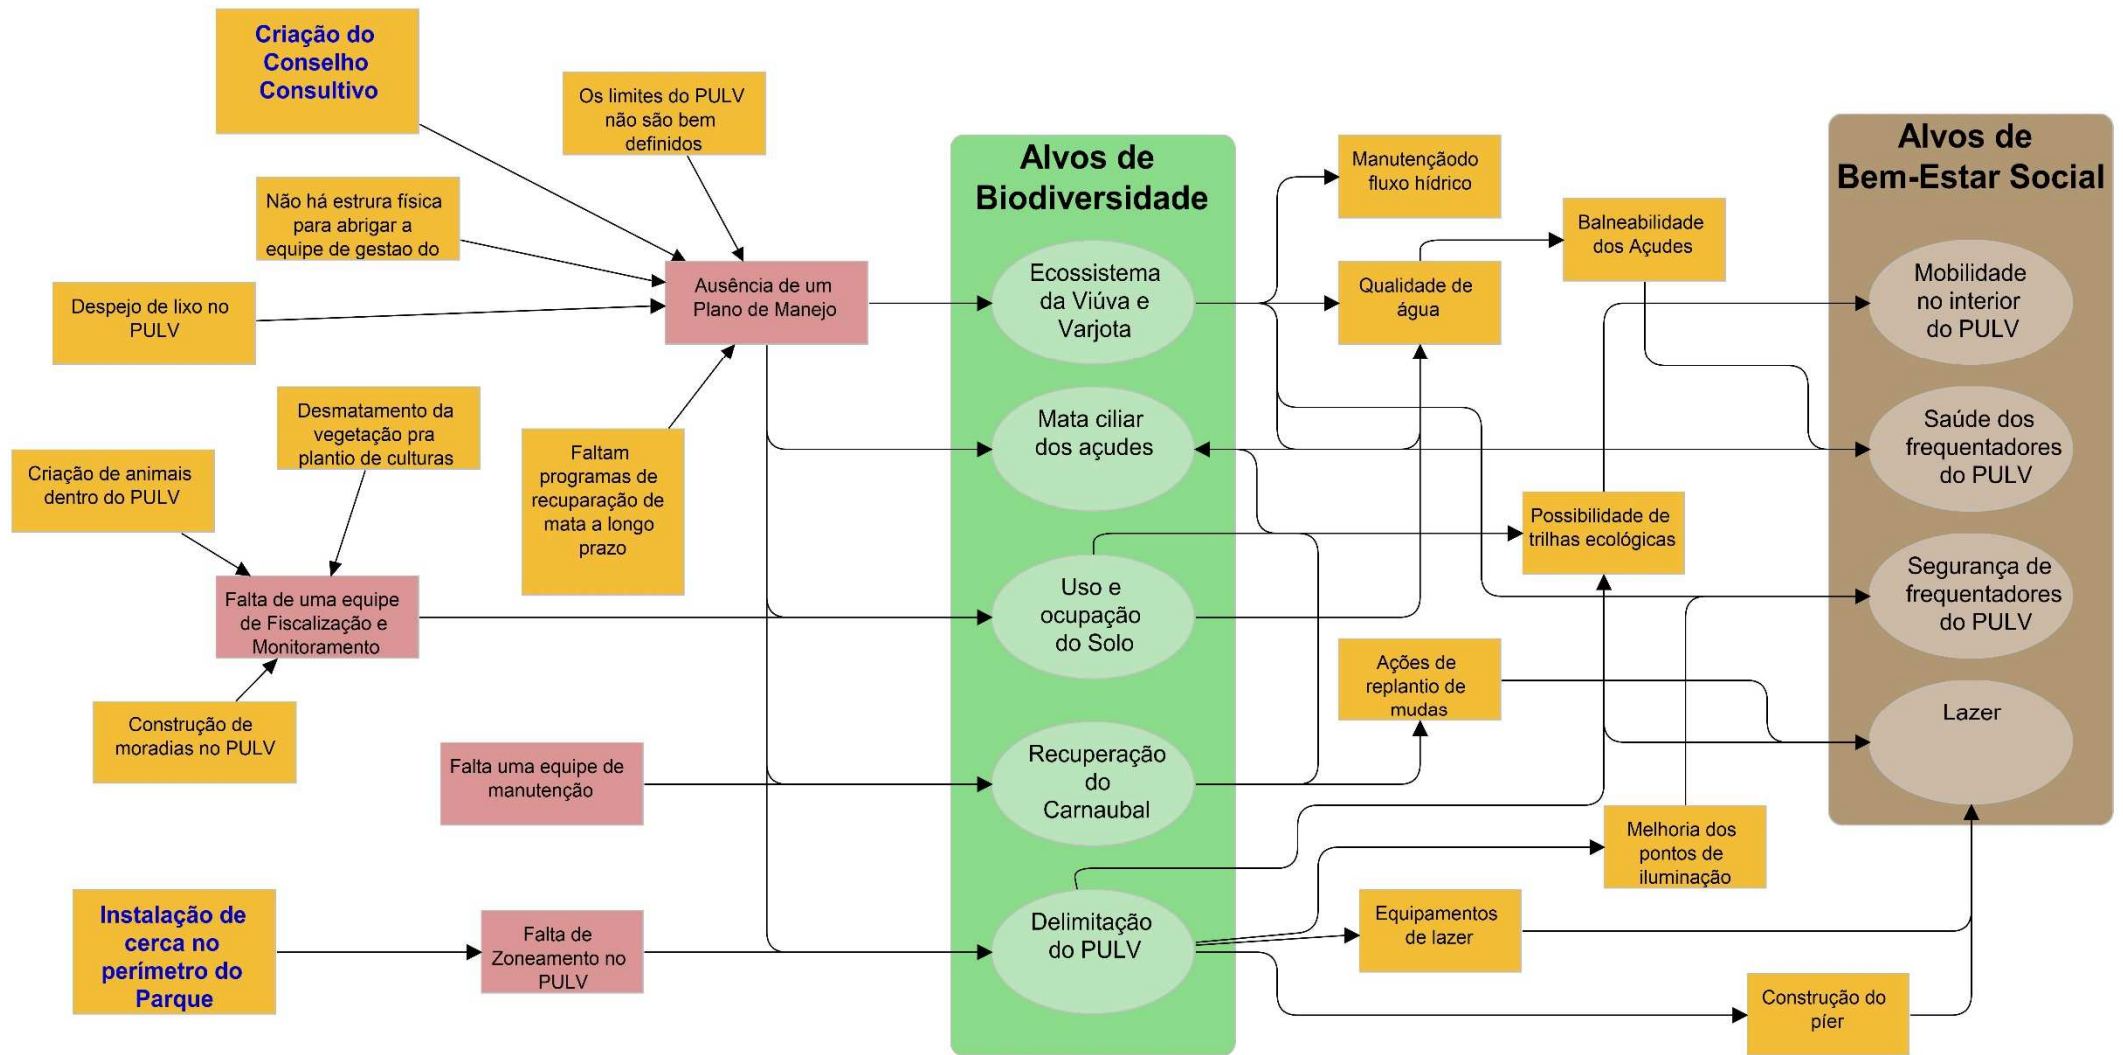 Criação do
Conselho
Consultivo
Os limites do PULV
não são bem
definidos
Não há estrura física
para abrigar a
equipe de gestao do
Despejo de lixo no
PULV
Ausência de um
Plano de Manejo
Desmatamento da
vegetação pra
plantio de culturas
Criação de animais
dentro do PULV
Faltam
programas de
recuparação de
mata a longo
prazo
Falta de uma equipe
de Fiscalização e
Monitoramento
Construção de
moradias no PULV
Falta uma equipe de
manutenção
Instalação de
cerca no
perímetro do
Parque
Falta de
Zoneamento no
PULV
Alvos de
Biodiversidade
Ecossistema
da Viúva e
Varjota
Mata ciliar
dos açudes
Uso e
ocupação
do Solo
Recuperação
do
Carnaubal
Delimitação
do PULV
Manutençãodo
fluxo hídrico
Qualidade de
água
Balneabilidade
dos Açudes
Possibilidade de
trilhas ecológicas
Ações de
replantio de
mudas
Melhoria dos
pontos de
iluminação
Equipamentos
de lazer
Construção do
píer
Alvos de
Bem-Estar Social
Mobilidade
no interior
do PULV
Saúde dos
frequentadores
do PULV
Segurança de
frequentadores
do PULV
Lazer